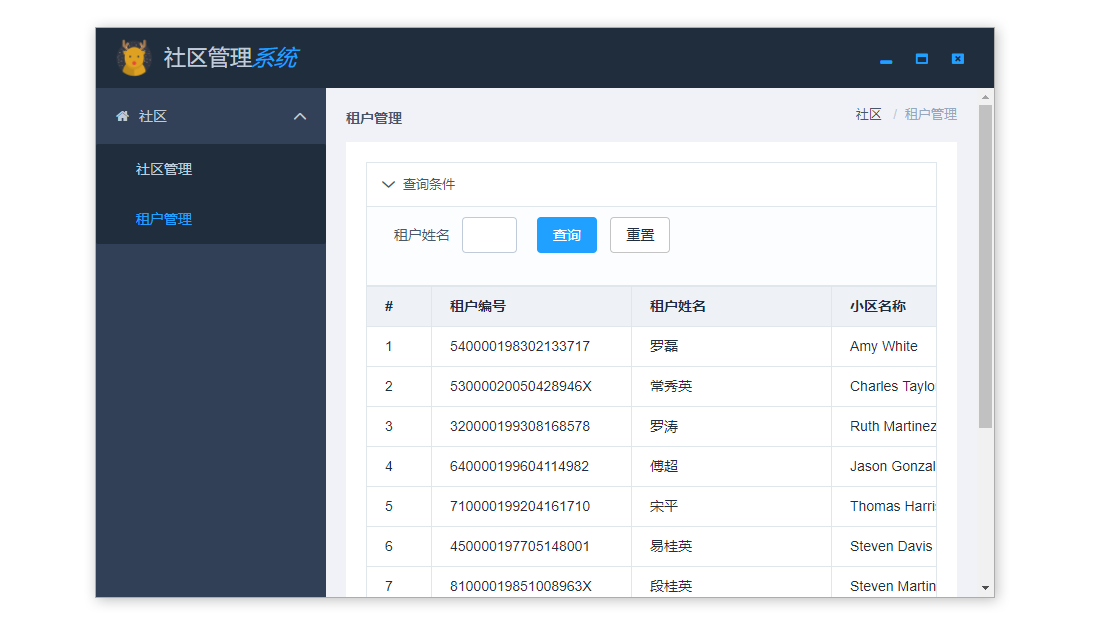 社区管理系统
社区
社区管理
租户管理
租户管理
社区 / 租户管理
查询条件
租户姓名 查询 重置
# 租户编号 租户姓名 小区名称
1 540000198302133717 罗磊 Amy White
2 53000020050428946X 常秀英 Charles Taylo
3 320000199308168578 罗涛 Ruth Martinez
4 640000199604114982 傅超 Jason Gonzal
5 710000199204161710 宋平 Thomas Harri
6 450000197705148001 易桂英 Steven Davis
7 81000019851008963X 段桂英 Steven Martin